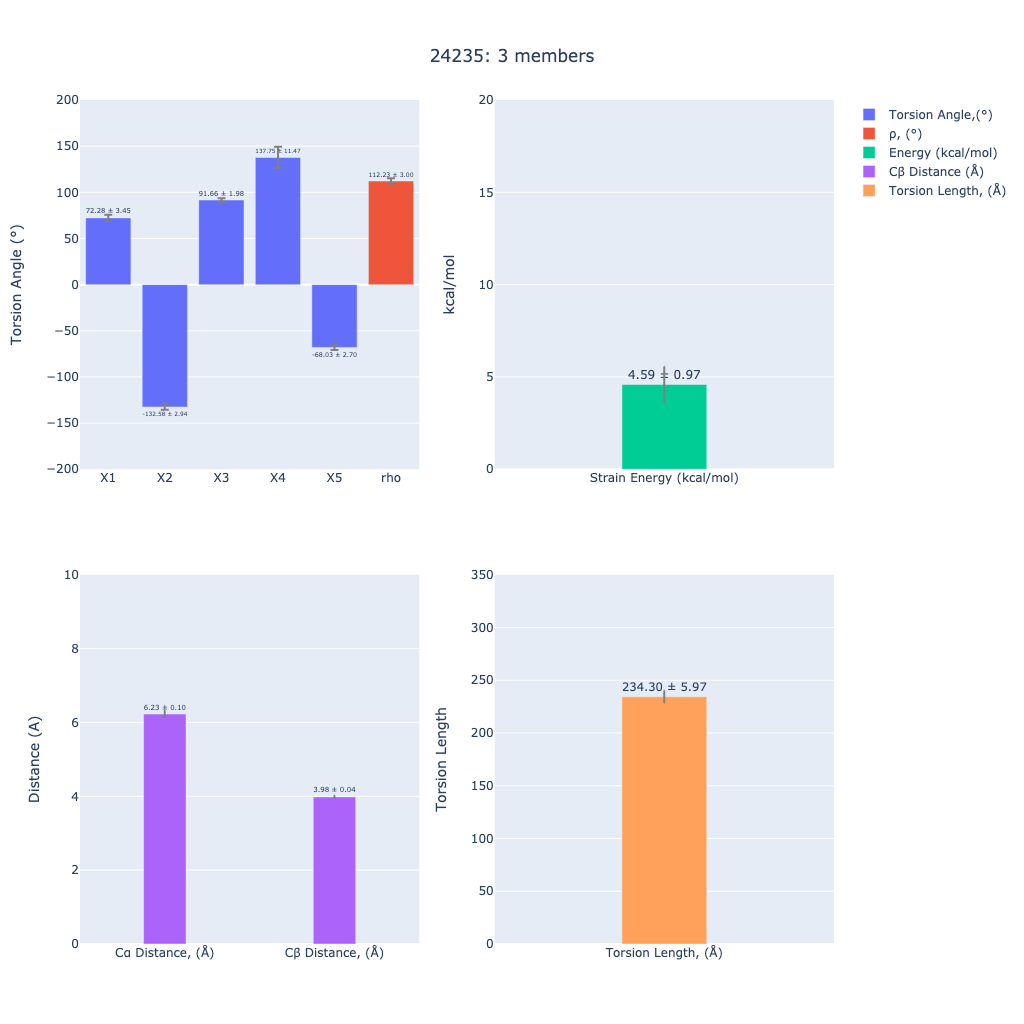 24235: 3 members
200
150
100
50
0
−50
−100
−150
−200
Torsion Angle (°)
72.28 ± 3.45
-132.58 ± 2.94
91.66 ± 1.98
137.75 ± 11.47
-68.03 ± 2.70
112.23 ± 3.00
X1 X2 X3 X4 X5 rho
20
15
10
5
0
kcal/mol
4.59 ± 0.97
Strain Energy (kcal/mol)
Torsion Angle,(°)
ρ, (°)
Energy (kcal/mol)
Cβ Distance (Å)
Torsion Length, (Å)
10
8
6
4
2
0
Distance (A)
6.23 ± 0.10
3.98 ± 0.04
Cα Distance, (Å) Cβ Distance, (Å)
350
300
250
200
150
100
50
0
Torsion Length
234.30 ± 5.97
Torsion Length, (Å)